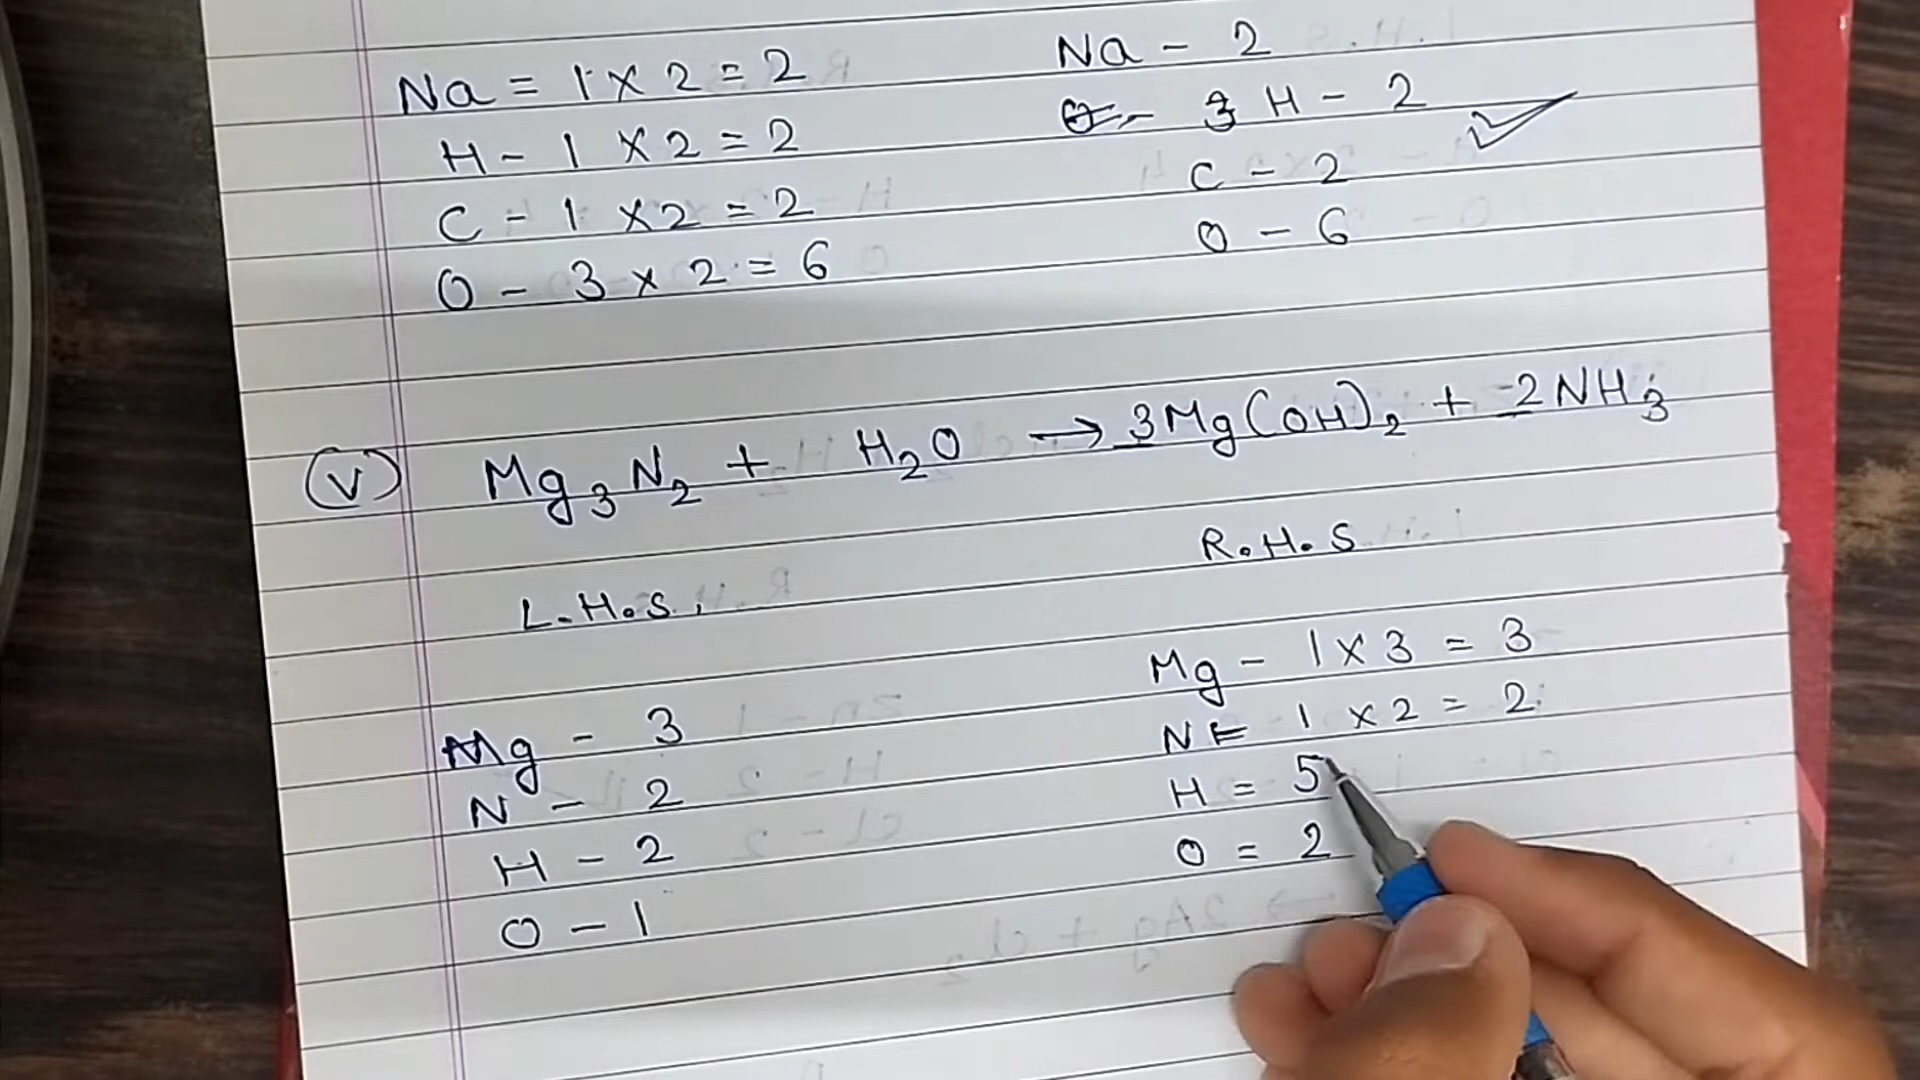 Na = 1 x 2 = 2 Na - 2
H - 1 x 2 = 2 H - 2 ✓
C - 1 x 2 = 2 C - 2
O - 3 x 2 = 6 O - 6
(V) Mg₃N₂ + H₂O → 3Mg(OH)₂ + 2NH₃
L.H.S. R.H.S
Mg - 3 Mg - 1 x 3 = 3
N - 2 N = 1 x 2 = 2
H - 2 H = 5
O - 1 O = 2